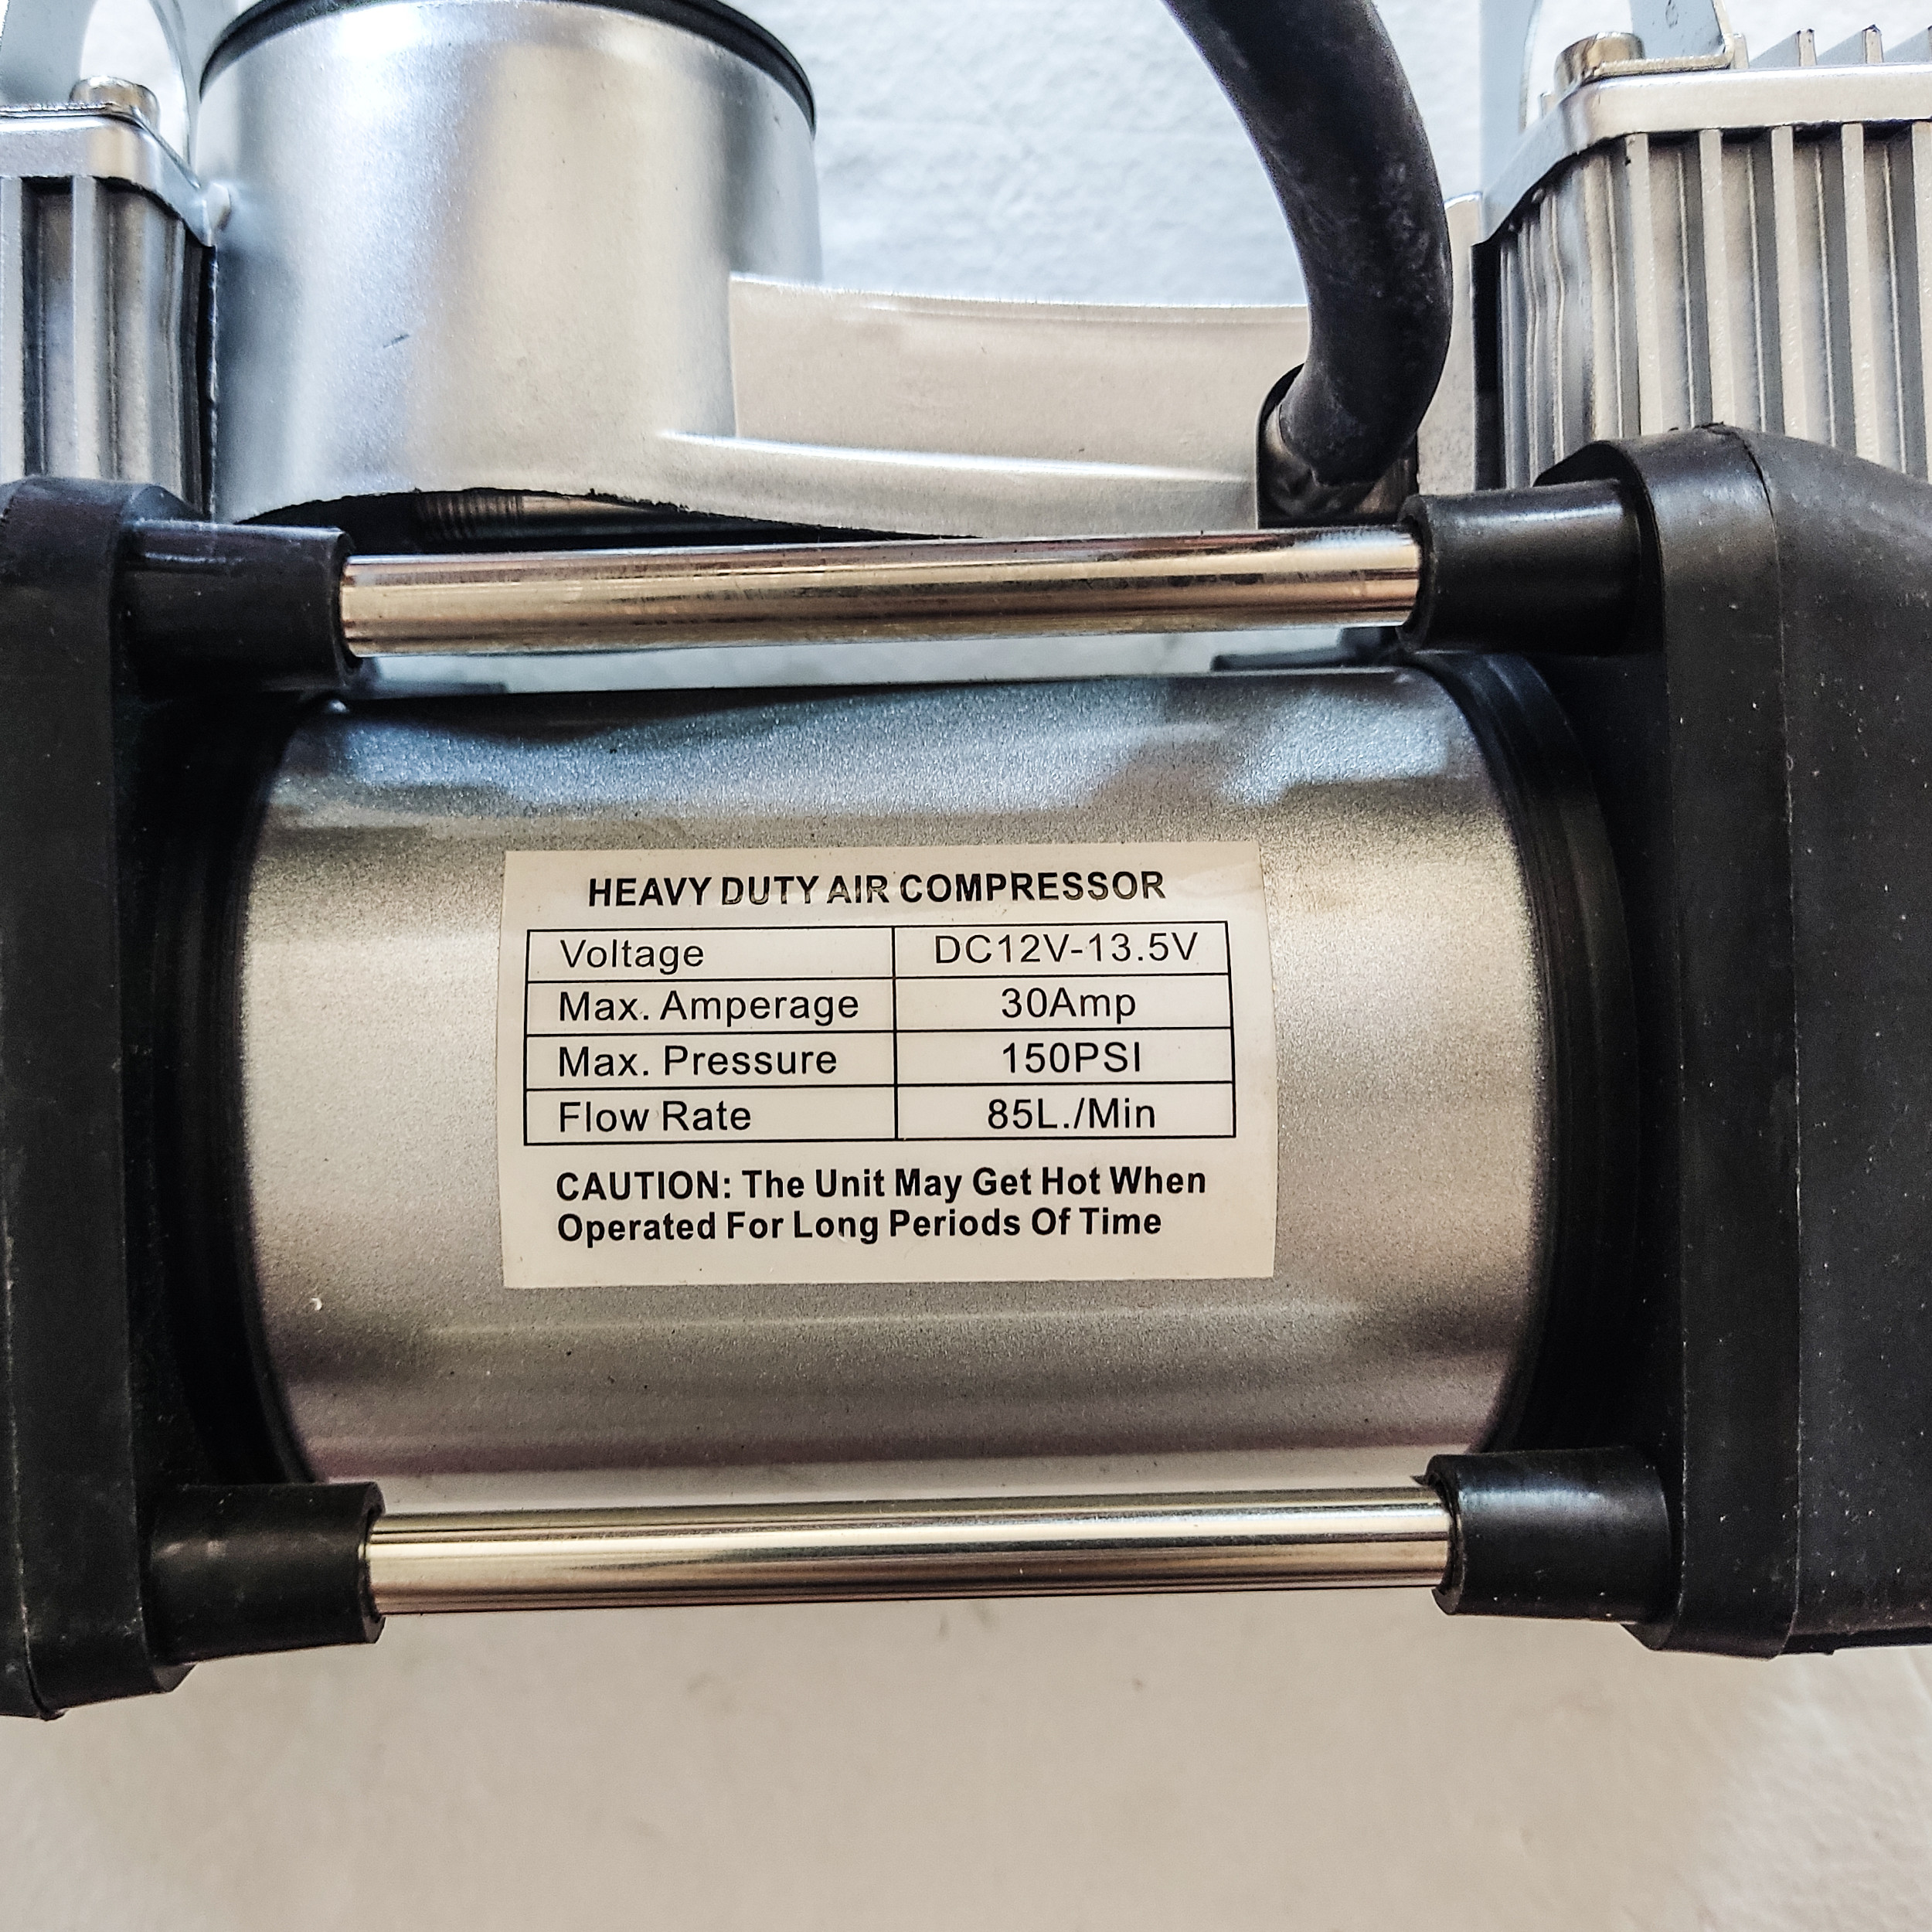 HEAVY DUTY AIR COMPRESSOR
Voltage DC12V-13.5V
Max. Amperage 30Amp
Max. Pressure 150PSI
Flow Rate 85L./Min
CAUTION: The Unit May Get Hot When
Operated For Long Periods Of Time